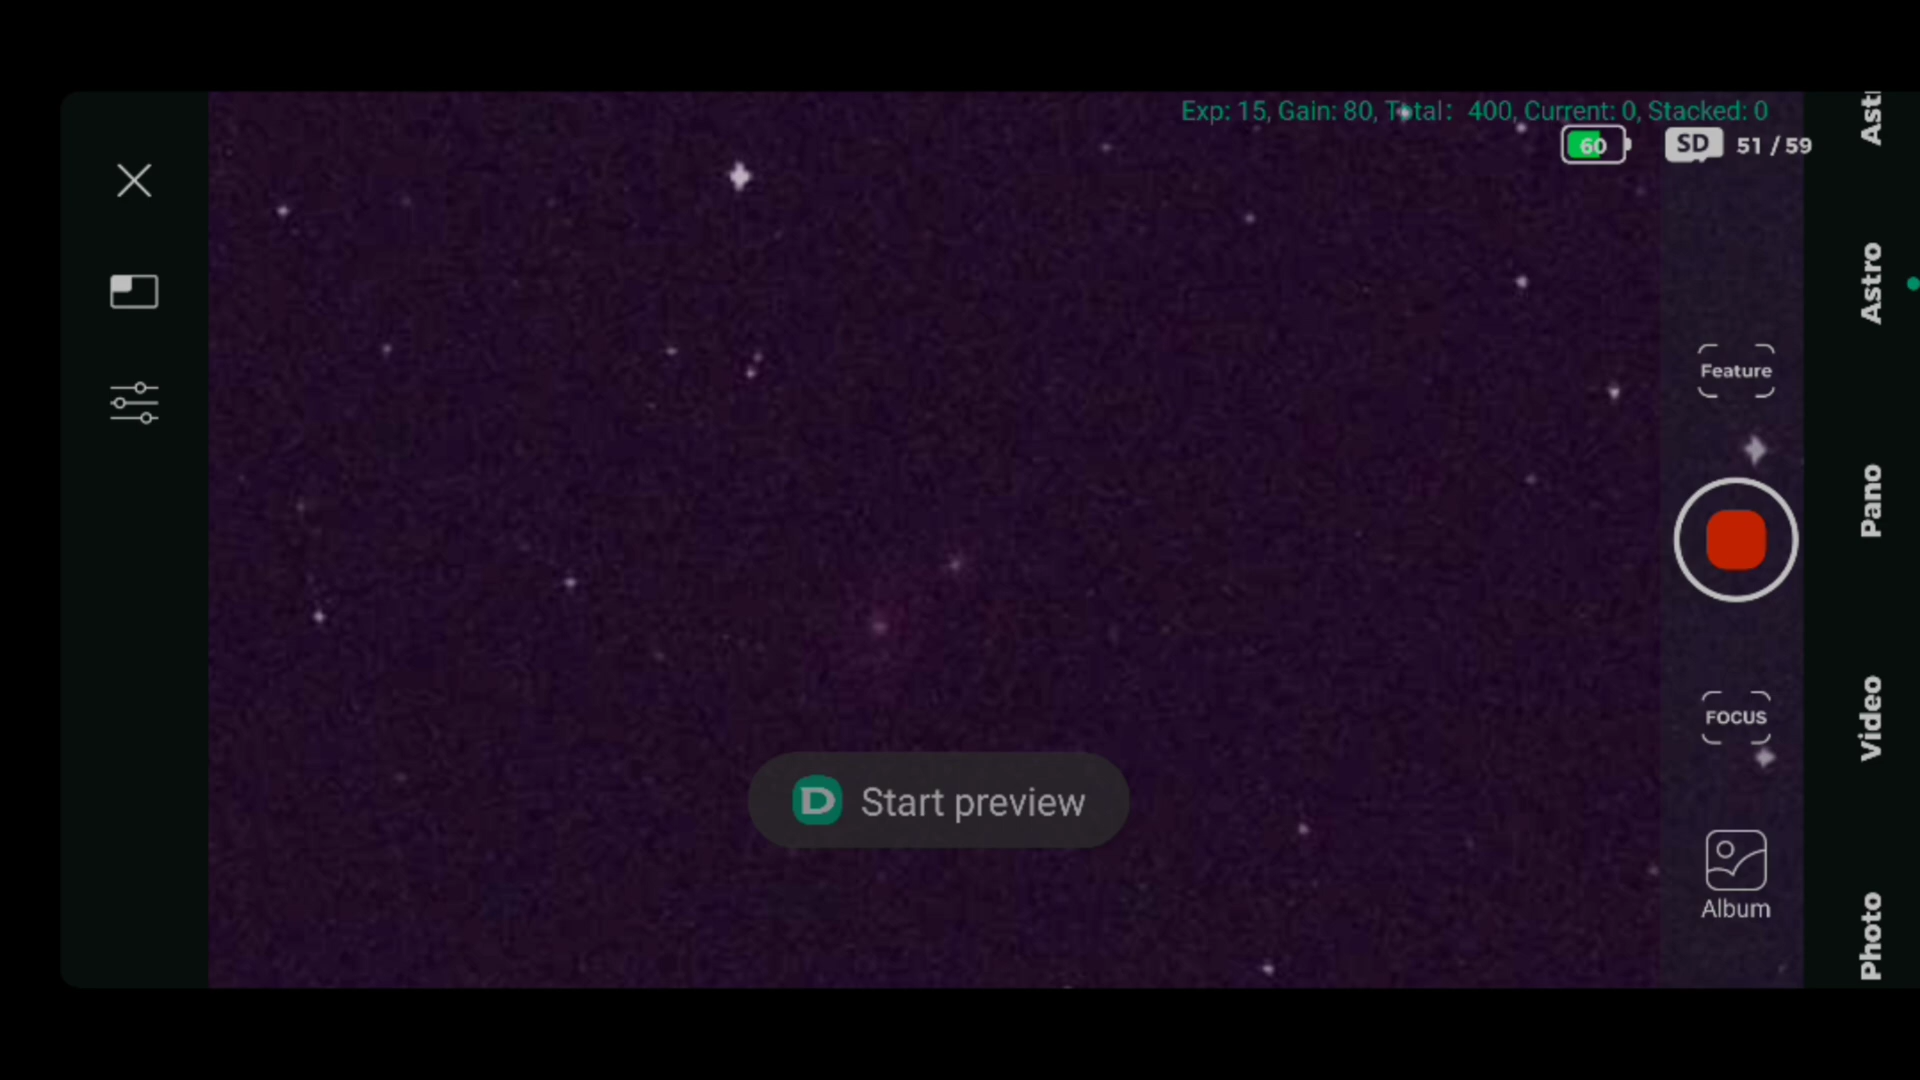 Exp: 15, Gain: 80, Total: 400, Current: 0, Stacked: 0
60
SD
51 / 59
Ast
Astro
Feature
Pano
FOCUS
Video
D Start preview
Album
Photo